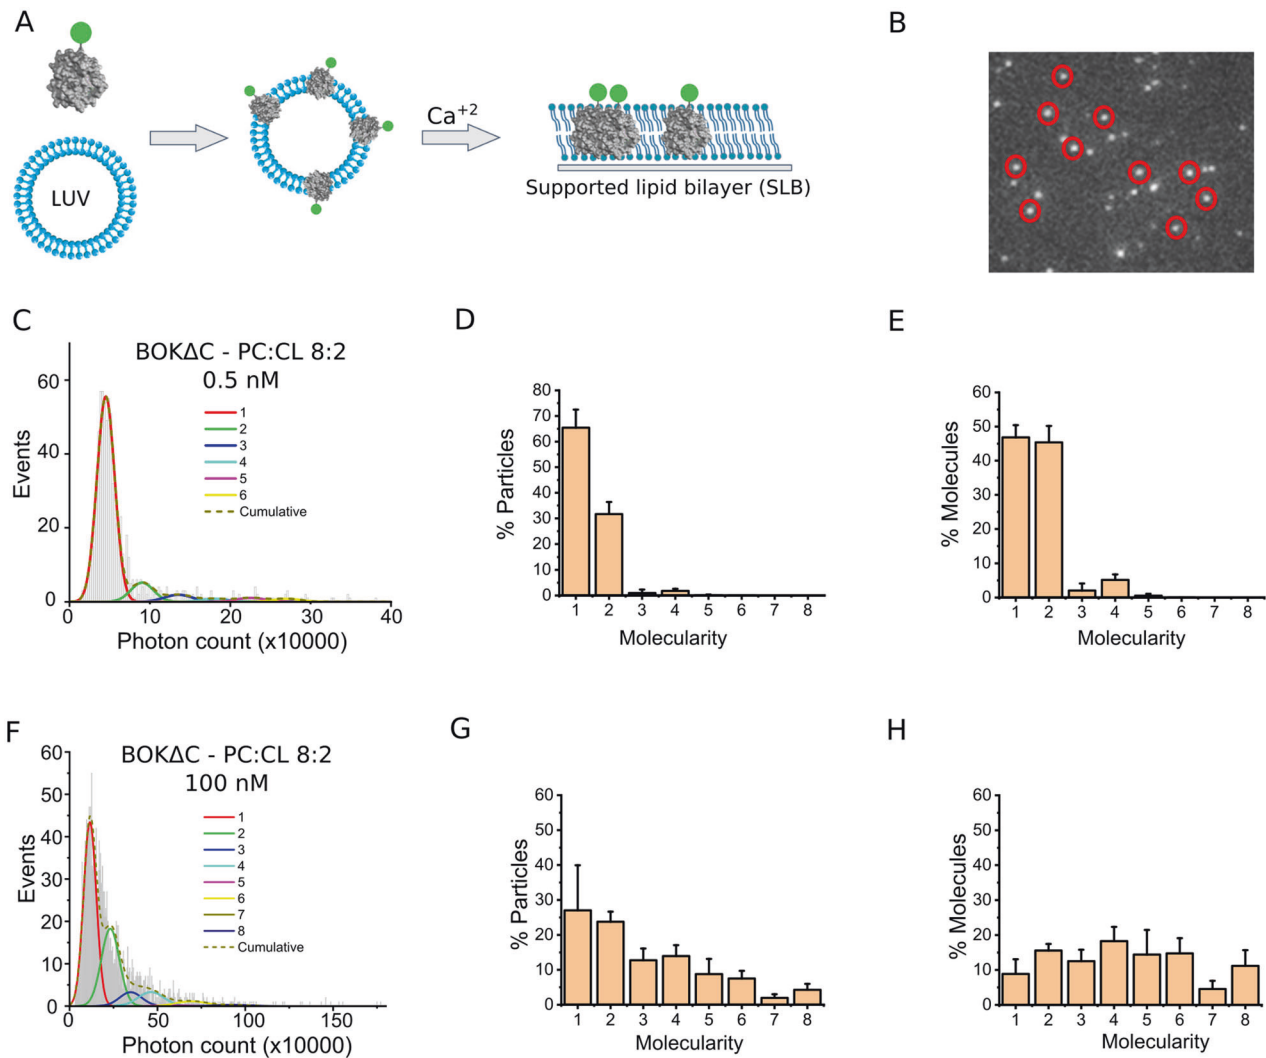 A
LUV
Ca+2
Supported lipid bilayer (SLB)
B
C
BOKΔC - PC:CL 8:2
0.5 nM
1
2
3
4
5
6
Cumulative
Events
60
40
20
0
0 10 20 30 40
Photon count (x10000)
D
% Particles
80
70
60
50
40
30
20
10
0
1 2 3 4 5 6 7 8
Molecularity
E
% Molecules
60
50
40
30
20
10
0
1 2 3 4 5 6 7 8
Molecularity
F
BOKΔC - PC:CL 8:2
100 nM
1
2
3
4
5
6
7
8
Cumulative
Events
60
50
40
30
20
10
0
0 50 100 150
Photon count (x10000)
G
% Particles
60
50
40
30
20
10
0
1 2 3 4 5 6 7 8
Molecularity
H
% Molecules
60
50
40
30
20
10
0
1 2 3 4 5 6 7 8
Molecularity